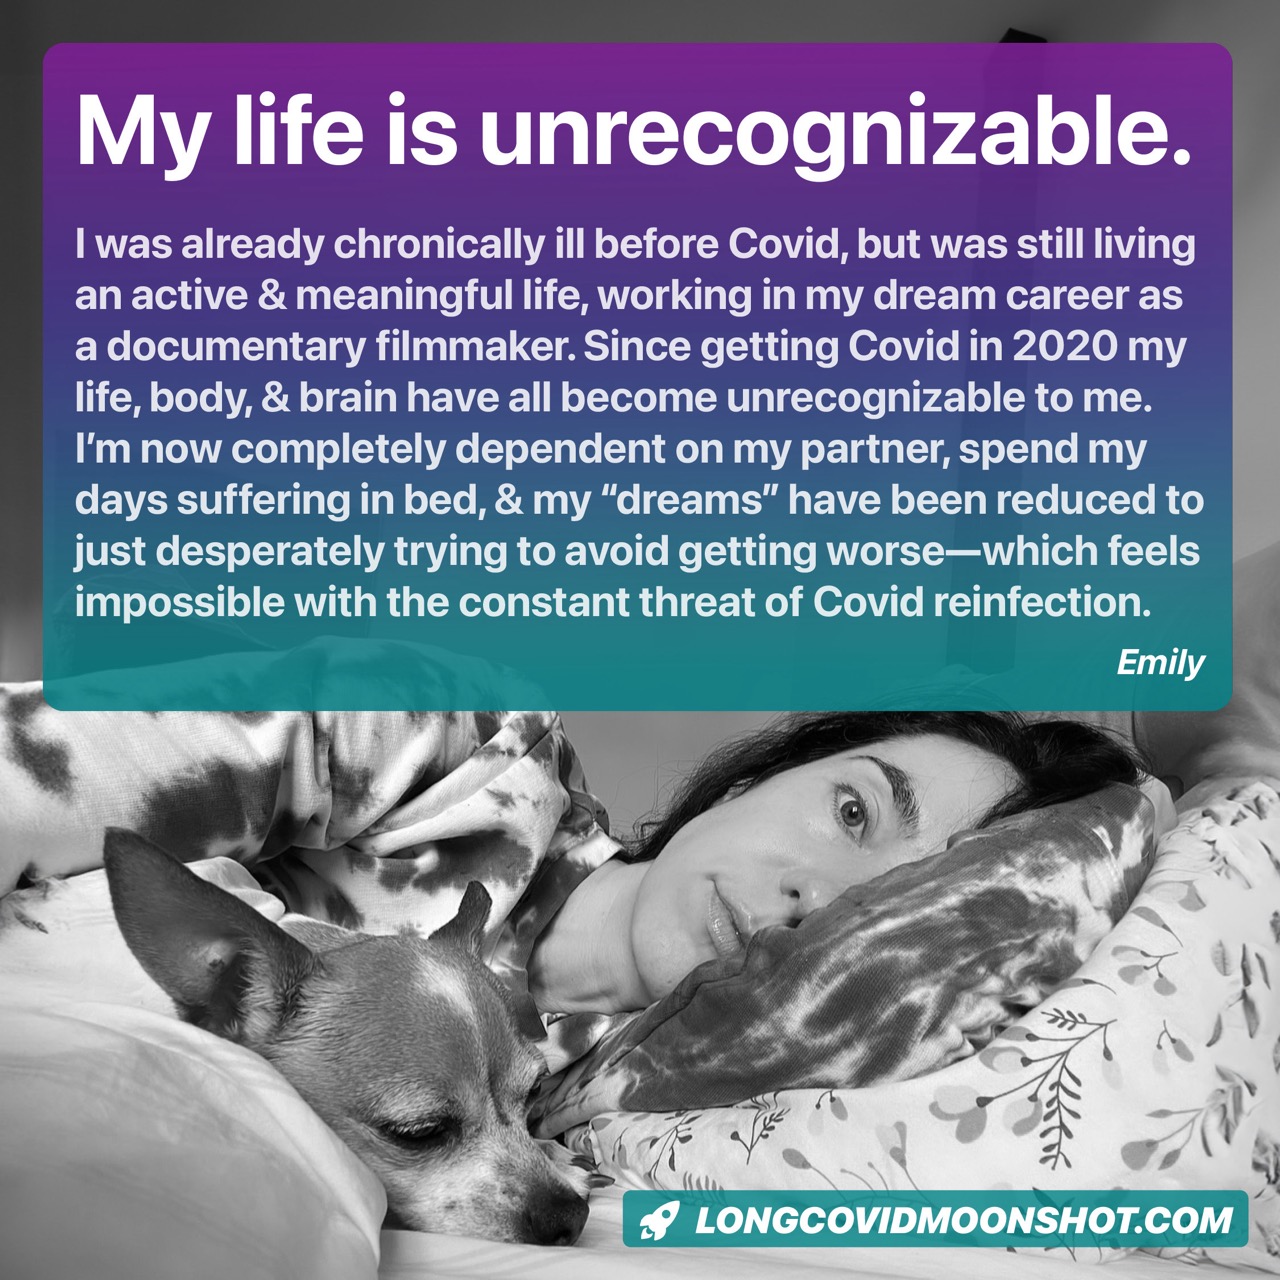 My life is unrecognizable.
I was already chronically ill before Covid, but was still living
an active & meaningful life, working in my dream career as
a documentary filmmaker. Since getting Covid in 2020 my
life, body, & brain have all become unrecognizable to me.
I’m now completely dependent on my partner, spend my
days suffering in bed, & my “dreams” have been reduced to
just desperately trying to avoid getting worse—which feels
impossible with the constant threat of Covid reinfection.
Emily
LONGCOVIDMOONSHOT.COM